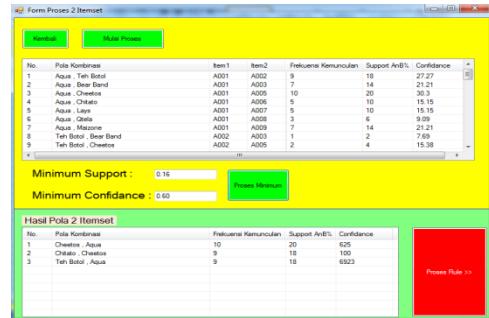 Form Proses 2 Itemset
Kembali Mulai Proses
No. Pola Kombinasi Item1 Item2 Frekuensi Kemunculan Support AnB% Confidance
1 Aqua , Teh Botol A001 A002 9 18 27.27
2 Aqua , Bear Band A001 A003 7 14 21.21
3 Aqua , Cheetos A001 A005 10 20 30.3
4 Aqua , Chitato A001 A006 5 10 15.15
5 Aqua , Lays A001 A007 5 10 15.15
6 Aqua , Qtela A001 A008 3 6 9.09
7 Aqua , Maizone A001 A009 7 14 21.21
8 Teh Botol , Bear Band A002 A003 1 2 7.69
9 Teh Botol , Cheetos A002 A005 2 4 15.38
Minimum Support : 0.16
Proses Minimum
Minimum Confidance : 0.60
Hasil Pola 2 Itemset
No. Pola Kombinasi Frekuensi Kemunculan Support AnB% Confidance
1 Cheetos , Aqua 10 20 625
2 Chitato , Cheetos 9 18 100
3 Teh Botol , Aqua 9 18 6923
Proses Rule >>